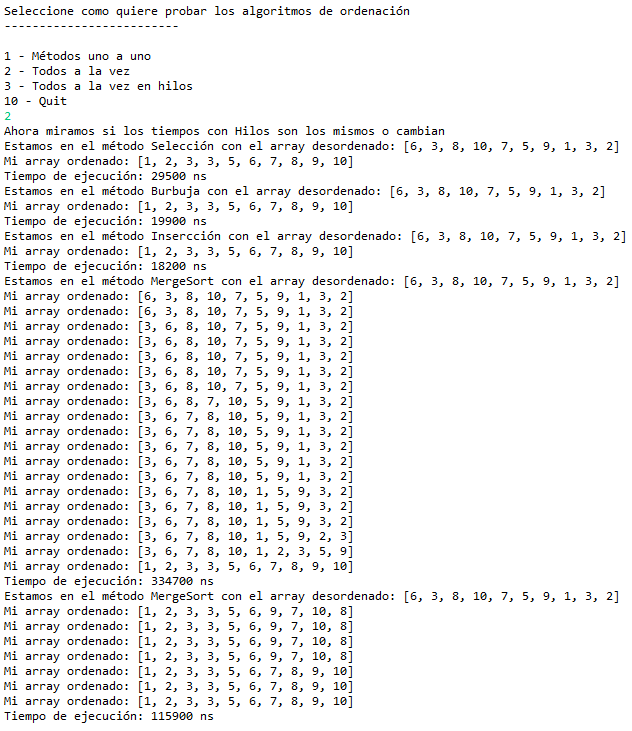 Seleccione como quiere probar los algoritmos de ordenación
-------------------------
1 - Métodos uno a uno
2 - Todos a la vez
3 - Todos a la vez en hilos
10 - Quit
2
Ahora miramos si los tiempos con Hilos son los mismos o cambian
Estamos en el método Selección con el array desordenado: [6, 3, 8, 10, 7, 5, 9, 1, 3, 2]
Mi array ordenado: [1, 2, 3, 3, 5, 6, 7, 8, 9, 10]
Tiempo de ejecución: 29500 ns
Estamos en el método Burbuja con el array desordenado: [6, 3, 8, 10, 7, 5, 9, 1, 3, 2]
Mi array ordenado: [1, 2, 3, 3, 5, 6, 7, 8, 9, 10]
Tiempo de ejecución: 19900 ns
Estamos en el método Insercción con el array desordenado: [6, 3, 8, 10, 7, 5, 9, 1, 3, 2]
Mi array ordenado: [1, 2, 3, 3, 5, 6, 7, 8, 9, 10]
Tiempo de ejecución: 18200 ns
Estamos en el método MergeSort con el array desordenado: [6, 3, 8, 10, 7, 5, 9, 1, 3, 2]
Mi array ordenado: [6, 3, 8, 10, 7, 5, 9, 1, 3, 2]
Mi array ordenado: [6, 3, 8, 10, 7, 5, 9, 1, 3, 2]
Mi array ordenado: [3, 6, 8, 10, 7, 5, 9, 1, 3, 2]
Mi array ordenado: [3, 6, 8, 10, 7, 5, 9, 1, 3, 2]
Mi array ordenado: [3, 6, 8, 10, 7, 5, 9, 1, 3, 2]
Mi array ordenado: [3, 6, 8, 10, 7, 5, 9, 1, 3, 2]
Mi array ordenado: [3, 6, 8, 10, 7, 5, 9, 1, 3, 2]
Mi array ordenado: [3, 6, 8, 7, 10, 5, 9, 1, 3, 2]
Mi array ordenado: [3, 6, 7, 8, 10, 5, 9, 1, 3, 2]
Mi array ordenado: [3, 6, 7, 8, 10, 5, 9, 1, 3, 2]
Mi array ordenado: [3, 6, 7, 8, 10, 5, 9, 1, 3, 2]
Mi array ordenado: [3, 6, 7, 8, 10, 5, 9, 1, 3, 2]
Mi array ordenado: [3, 6, 7, 8, 10, 5, 9, 1, 3, 2]
Mi array ordenado: [3, 6, 7, 8, 10, 1, 5, 9, 3, 2]
Mi array ordenado: [3, 6, 7, 8, 10, 1, 5, 9, 3, 2]
Mi array ordenado: [3, 6, 7, 8, 10, 1, 5, 9, 3, 2]
Mi array ordenado: [3, 6, 7, 8, 10, 1, 5, 9, 2, 3]
Mi array ordenado: [3, 6, 7, 8, 10, 1, 2, 3, 5, 9]
Mi array ordenado: [1, 2, 3, 3, 5, 6, 7, 8, 9, 10]
Tiempo de ejecución: 334700 ns
Estamos en el método MergeSort con el array desordenado: [6, 3, 8, 10, 7, 5, 9, 1, 3, 2]
Mi array ordenado: [1, 2, 3, 3, 5, 6, 9, 7, 10, 8]
Mi array ordenado: [1, 2, 3, 3, 5, 6, 9, 7, 10, 8]
Mi array ordenado: [1, 2, 3, 3, 5, 6, 9, 7, 10, 8]
Mi array ordenado: [1, 2, 3, 3, 5, 6, 9, 7, 10, 8]
Mi array ordenado: [1, 2, 3, 3, 5, 6, 7, 8, 9, 10]
Mi array ordenado: [1, 2, 3, 3, 5, 6, 7, 8, 9, 10]
Mi array ordenado: [1, 2, 3, 3, 5, 6, 7, 8, 9, 10]
Tiempo de ejecución: 115900 ns